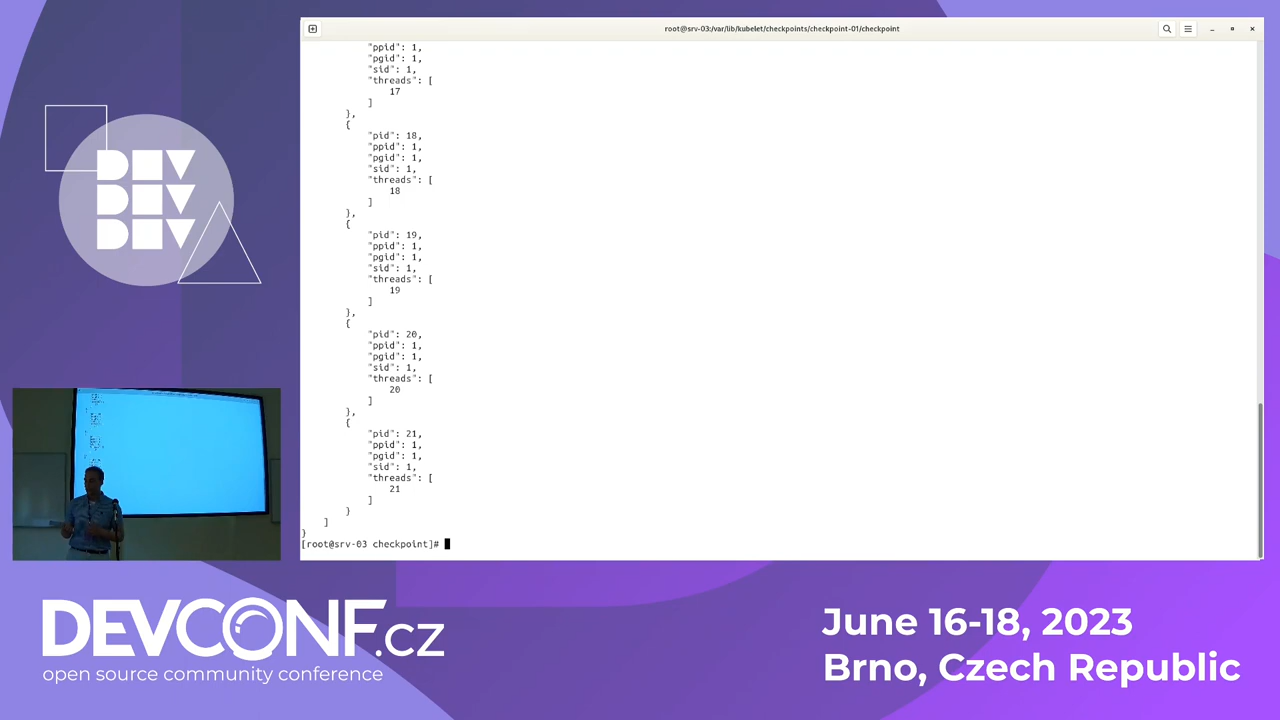 root@srv-03:/var/lib/kubelet/checkpoints/checkpoint-01/checkpoint
"ppid": 1,
"pgid": 1,
"sid": 1,
"threads": [
17
]
},
{
"pid": 18,
"ppid": 1,
"pgid": 1,
"sid": 1,
"threads": [
18
]
},
{
"pid": 19,
"ppid": 1,
"pgid": 1,
"sid": 1,
"threads": [
19
]
},
{
"pid": 20,
"ppid": 1,
"pgid": 1,
"sid": 1,
"threads": [
20
]
},
{
"pid": 21,
"ppid": 1,
"pgid": 1,
"sid": 1,
"threads": [
21
]
}
]
}
[root@srv-03 checkpoint]#
DEV
DEV
DEV
DEVCONF.cz
open source community conference
June 16-18, 2023
Brno, Czech Republic